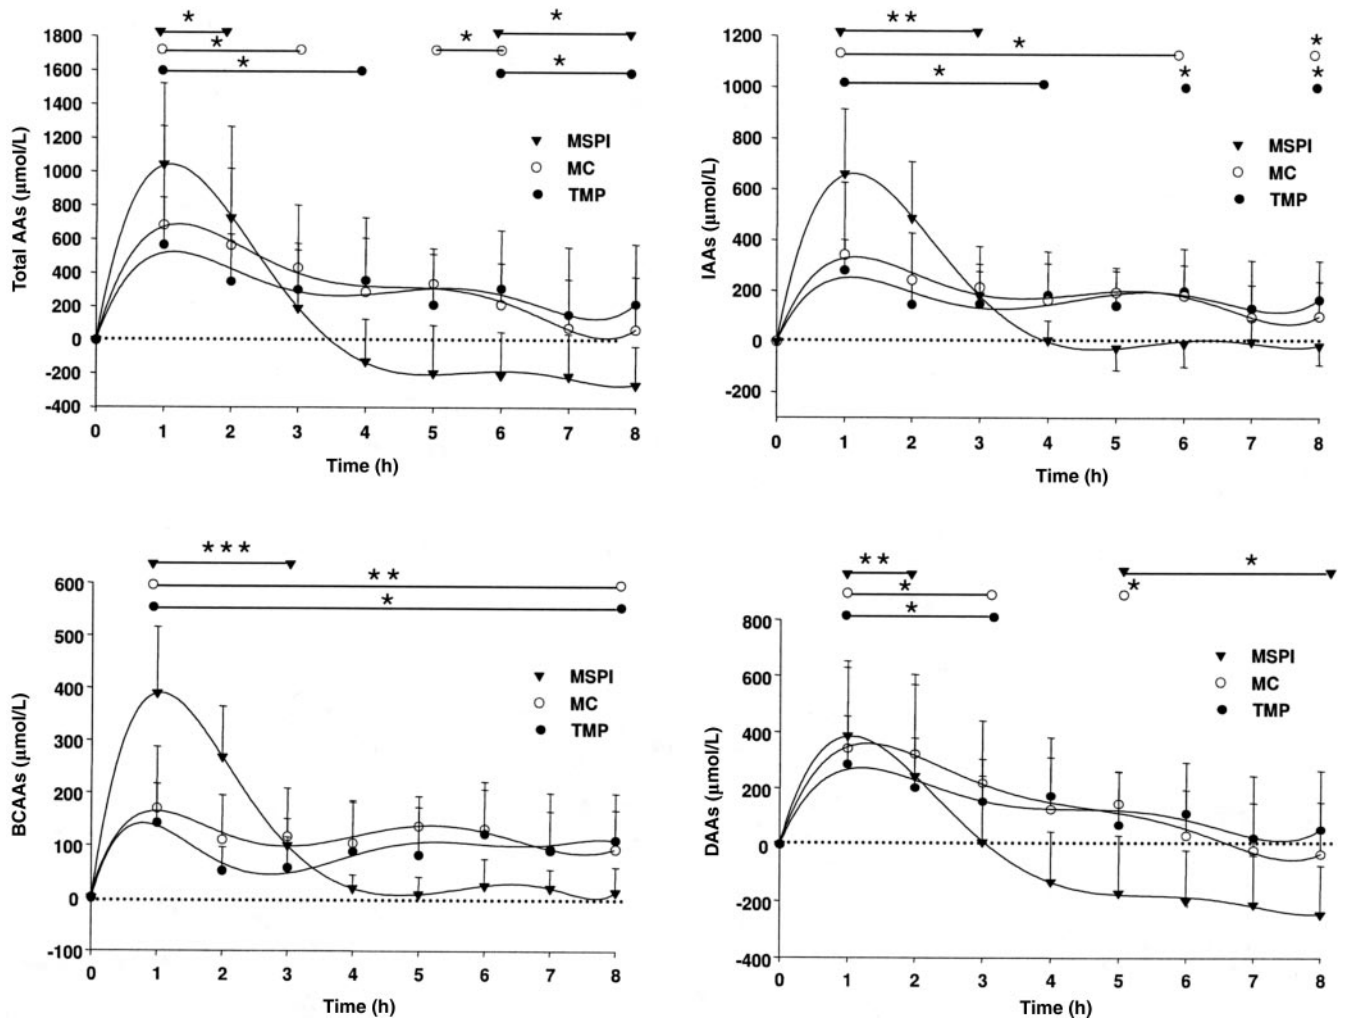 * *
* *
* *
Total AAs (µmol/L)
1800
1600
1400
1200
1000
800
600
400
200
0
-200
-400
MSPI
MC
TMP
0 1 2 3 4 5 6 7 8
Time (h)
** *
* *
* *
IAAs (µmol/L)
1200
1000
800
600
400
200
0
-200
MSPI
MC
TMP
0 1 2 3 4 5 6 7 8
Time (h)
***
**
*
BCAAs (µmol/L)
600
500
400
300
200
100
0
-100
MSPI
MC
TMP
0 1 2 3 4 5 6 7 8
Time (h)
** *
* *
*
DAAs (µmol/L)
800
600
400
200
0
-200
-400
MSPI
MC
TMP
0 1 2 3 4 5 6 7 8
Time (h)